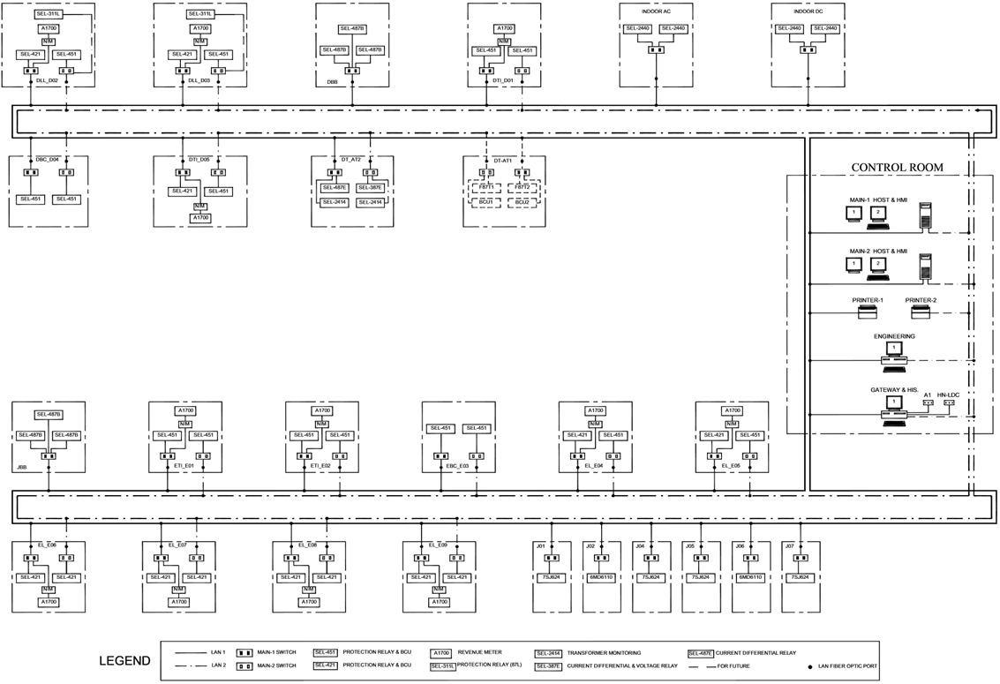 SEL-311L SEL-311L INDOOR AC INDOOR DC
A1700 A1700 SEL-487B A1700 SEL-2440 SEL-2440 SEL-2440 SEL-2440
NIM NIM NIM
SEL-421 SEL-451 SEL-421 SEL-451 SEL-487B SEL-487B SEL-451 SEL-451
DLL_D02 DLL_D03 DBB DTI_D01
DBC_D04 DTI_D05 DT_AT2 DT-AT1
SEL-451 SEL-451 SEL-421 SEL-451 SEL-487E SEL-387E F87T1 F87T2
NIM SEL-2414 SEL-2414 BCU1 BCU2
A1700
CONTROL ROOM
MAIN-1 HOST & HMI
1 2
MAIN-2 HOST & HMI
1 2
PRINTER-1 PRINTER-2
ENGINEERING
1
GATEWAY & HIS. A1 HN-LDC
1
SEL-487B A1700 A1700 A1700 A1700
NIM NIM NIM NIM
SEL-487B SEL-487B SEL-451 SEL-451 SEL-451 SEL-451 SEL-451 SEL-451 SEL-421 SEL-451 SEL-421 SEL-451
JBB ETI_E01 ETI_E02 EBC_E03 EL_E04 EL_E05
EL_E06 EL_E07 EL_E08 EL_E09 J01 J02 J04 J05 J06 J07
SEL-421 SEL-421 SEL-421 SEL-421 SEL-421 SEL-421 SEL-421 SEL-421 7SJ624 6MD6110 7SJ624 7SJ624 6MD6110 7SJ624
NIM NIM NIM NIM
A1700 A1700 A1700 A1700
LEGEND
LAN 1 MAIN-1 SWITCH SEL-451 PROTECTION RELAY & BCU A1700 REVENUE METER SEL-2414 TRANSFORMER MONITORING SEL-487E CURRENT DIFFERENTIAL RELAY
LAN 2 MAIN-2 SWITCH SEL-421 PROTECTION RELAY & BCU SEL-311L PROTECTION RELAY (87L) SEL-387E CURRENT DIFFERENTIAL & VOLTAGE RELAY FOR FUTURE LAN FIBER OPTIC PORT